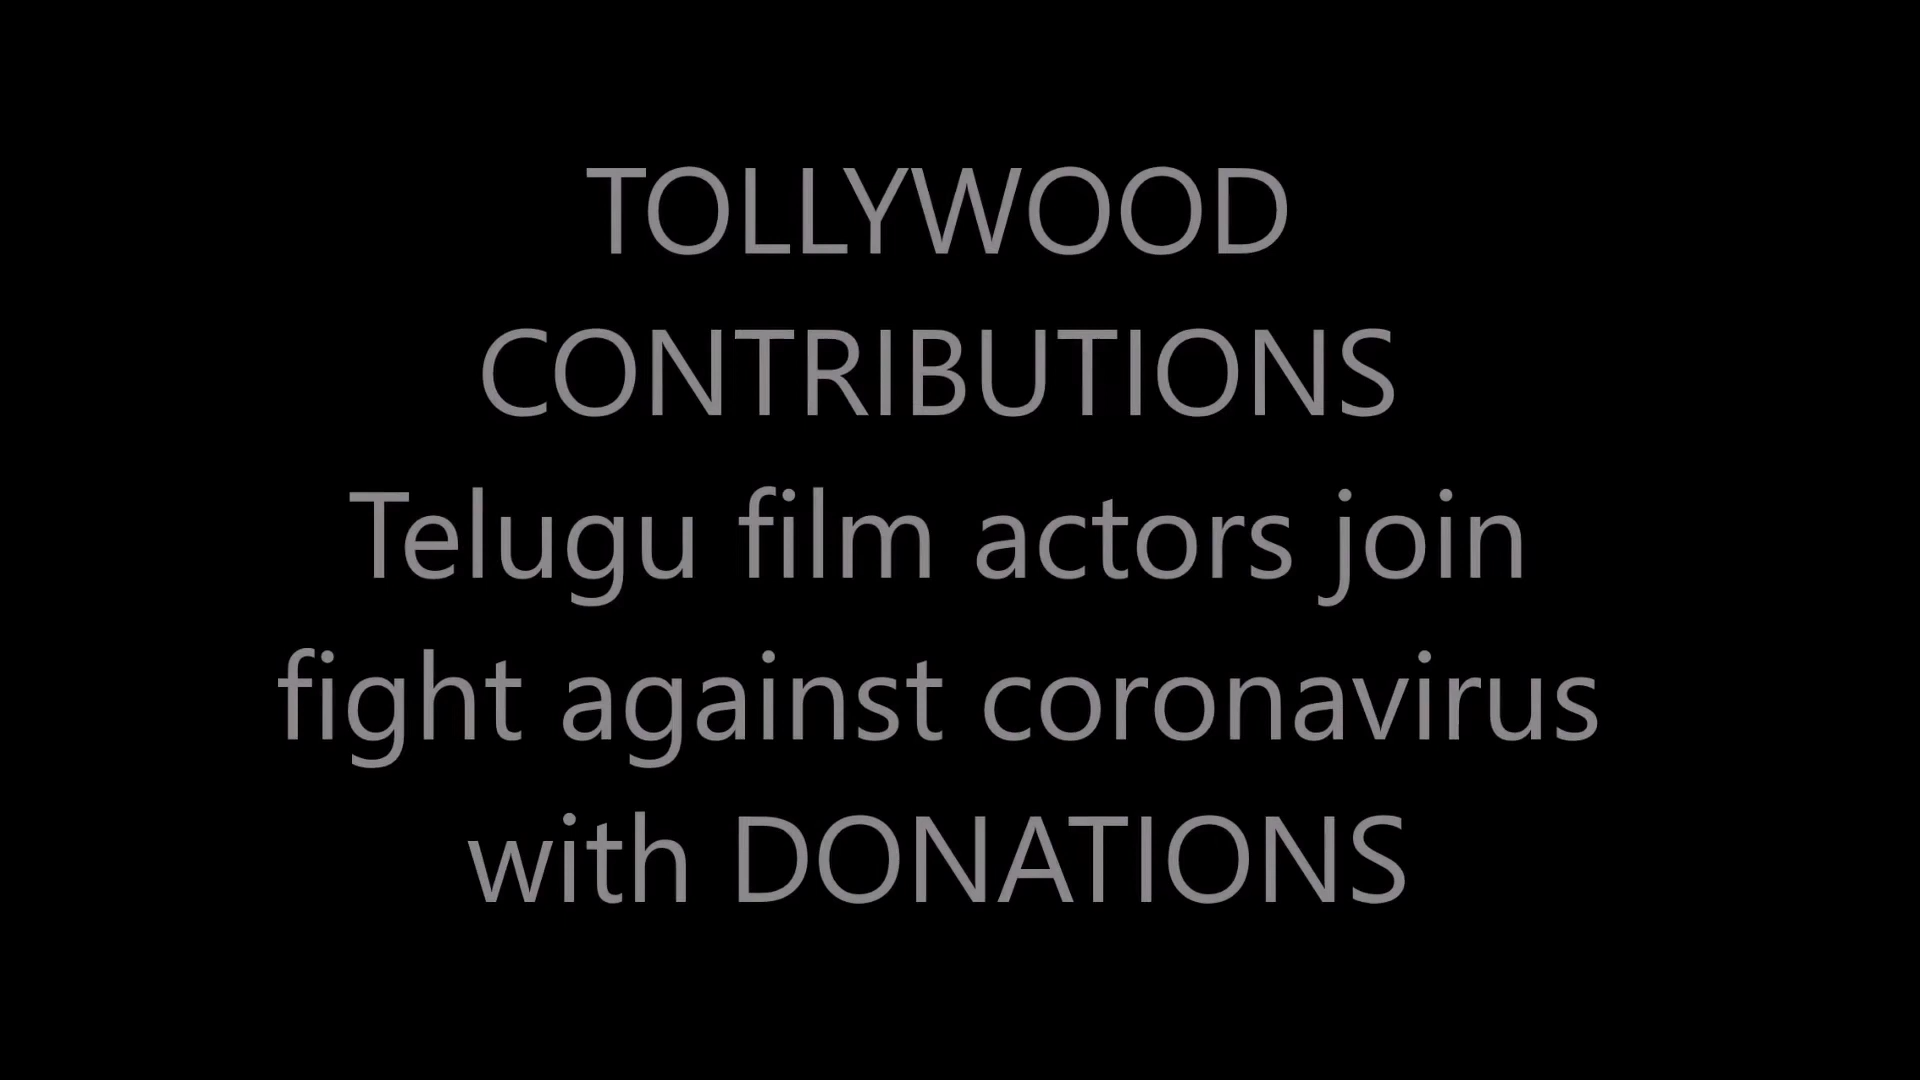 TOLLYWOOD
CONTRIBUTIONS
Telugu film actors join
fight against coronavirus
with DONATIONS